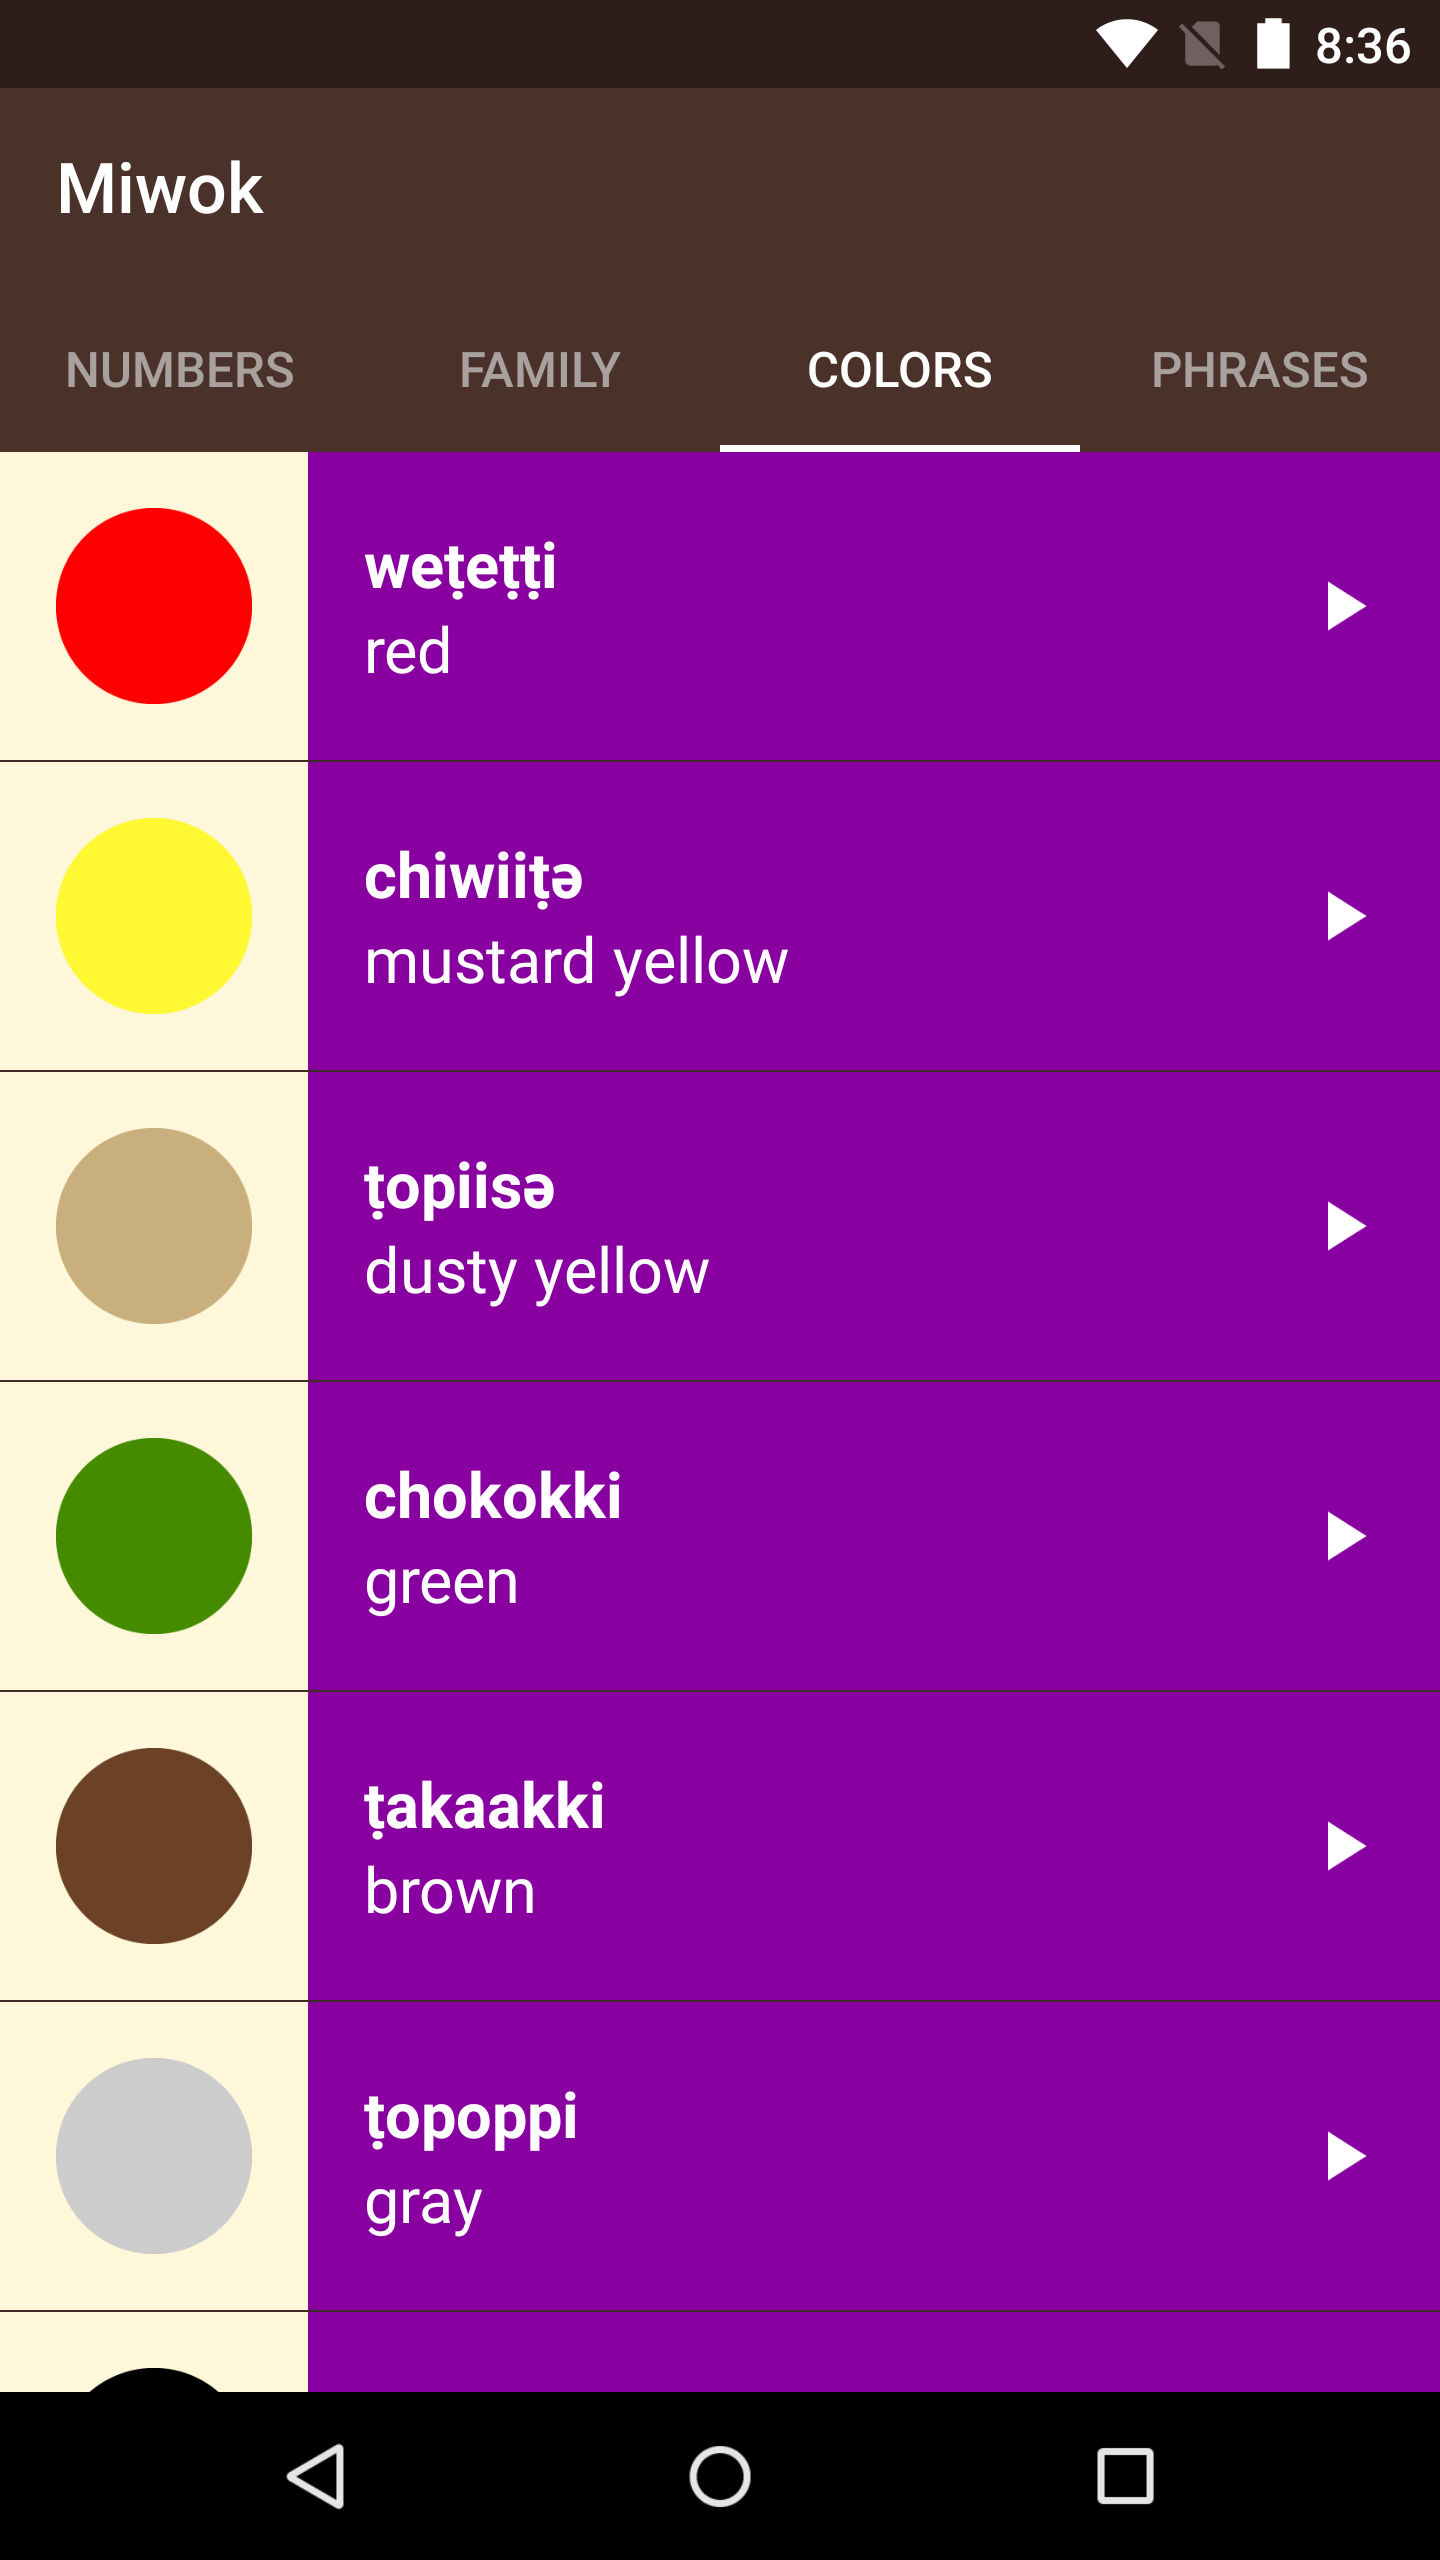 8:36
Miwok
NUMBERS FAMILY COLORS PHRASES
weṭeṭṭi
red
chiwiiṭə
mustard yellow
ṭopiisə
dusty yellow
chokokki
green
ṭakaakki
brown
ṭopoppi
gray